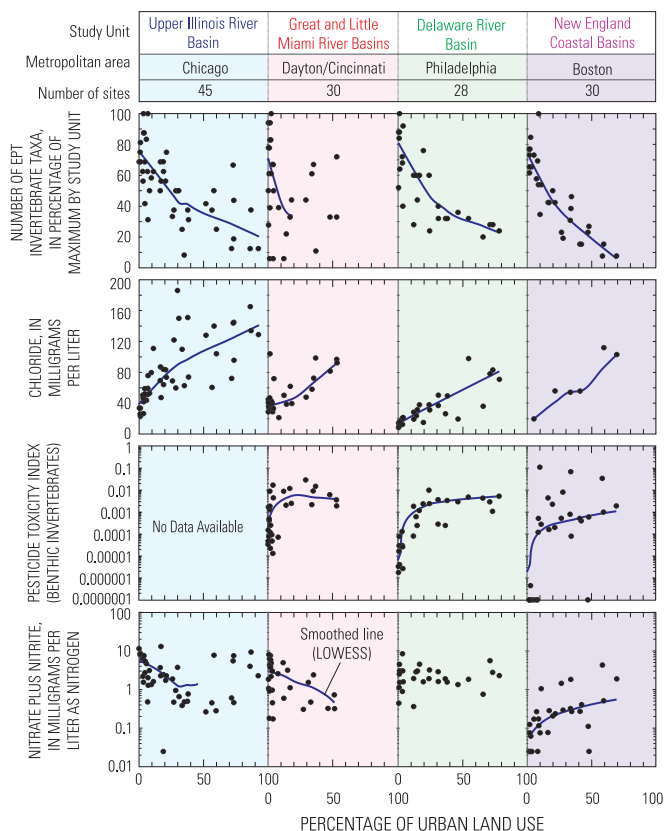 Study Unit
Upper Illinois River
Basin
Great and Little
Miami River Basins
Delaware River
Basin
New England
Coastal Basins
Metropolitan area
Chicago
Dayton/Cincinnati
Philadelphia
Boston
Number of sites
45
30
28
30
NUMBER OF EPT
INVERTEBRATE TAXA,
IN PERCENTAGE OF
MAXIMUM BY STUDY UNIT
100
80
60
40
20
0
CHLORIDE, IN
MILLIGRAMS
PER LITER
200
160
120
80
40
0
PESTICIDE TOXICITY INDEX
(BENTHIC INVERTEBRATES)
0.1
0.01
0.001
0.0001
0.00001
0.000001
0.0000001
No Data Available
NITRATE PLUS NITRITE,
IN MILLIGRAMS PER
LITER AS NITROGEN
100
10
1
0.1
0.01
Smoothed line
(LOWESS)
0 50 100
0 50 100
0 50 100
0 50 100
PERCENTAGE OF URBAN LAND USE